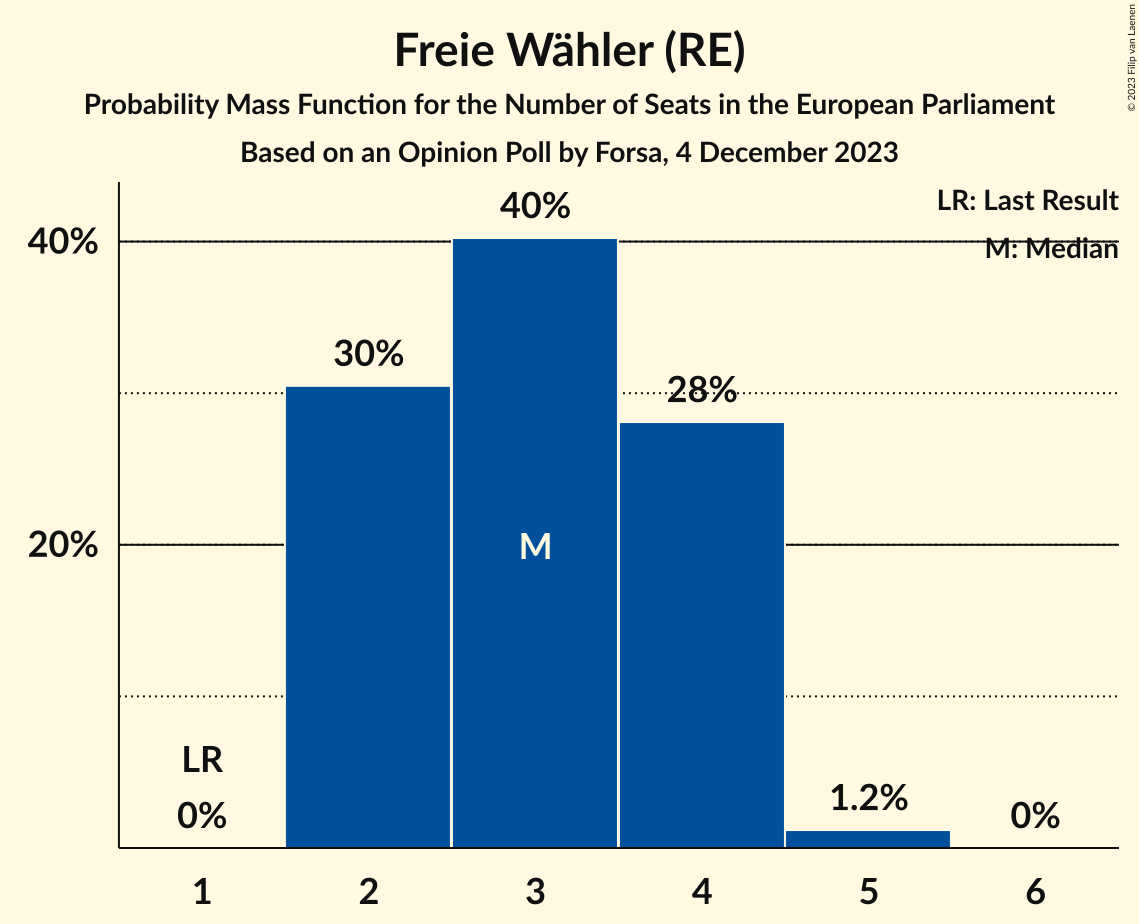 Freie Wähler (RE)
Probability Mass Function for the Number of Seats in the European Parliament
Based on an Opinion Poll by Forsa, 4 December 2023
© 2023 Filip van Laenen
LR: Last Result
M: Median
40%
20%
LR
0%
30%
40%
M
28%
1.2%
0%
1
2
3
4
5
6